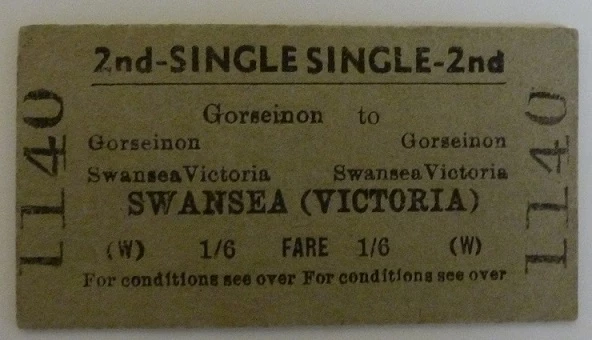 2nd-SINGLE SINGLE-2nd
Gorseinon to
Gorseinon Gorseinon
Swansea Victoria Swansea Victoria
SWANSEA (VICTORIA)
(W) 1/6 FARE 1/6 (W)
For conditions see over For conditions see over
1140
1140